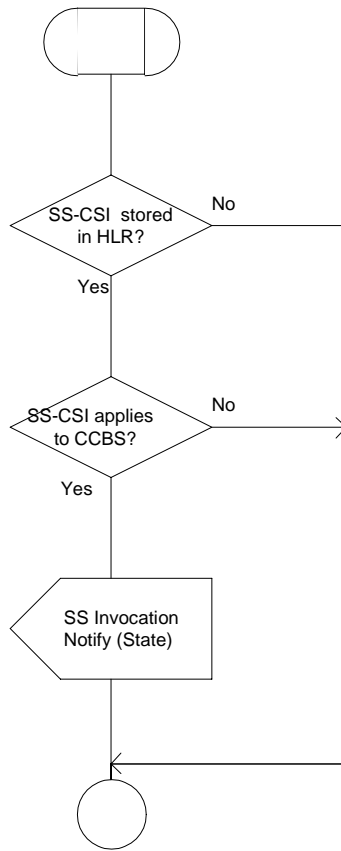 SS-CSI stored
in HLR?
No
Yes
SS-CSI applies
to CCBS?
No
Yes
SS Invocation
Notify (State)